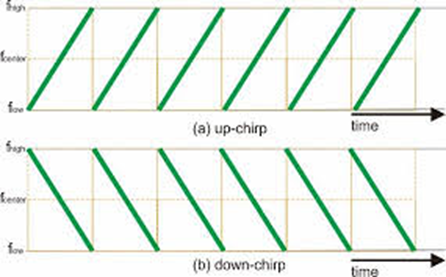 fhigh
fcenter
flow
(a) up-chirp
time
fhigh
fcenter
flow
(b) down-chirp
time